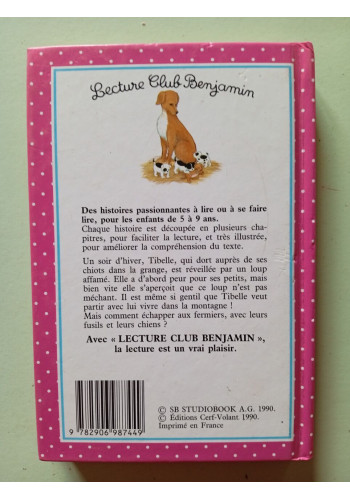 Lecture Club Benjamin
Des histoires passionnantes à lire ou à se faire
lire, pour les enfants de 5 à 9 ans.
Chaque histoire est découpée en plusieurs cha-
pitres, pour faciliter la lecture, et très illustrée,
pour améliorer la compréhension du texte.
Un soir d'hiver, Tibelle, qui dort auprès de ses
chiots dans la grange, est réveillée par un loup
affamé. Elle a d'abord peur pour ses petits, mais
bien vite elle s'aperçoit que ce loup n'est pas
méchant. Il est même si gentil que Tibelle veut
partir avec lui vivre dans la montagne !
Mais comment échapper aux fermiers, avec leurs
fusils et leurs chiens ?
Avec « LECTURE CLUB BENJAMIN »,
la lecture est un vrai plaisir.
© SB STUDIOBOOK A.G. 1990.
© Éditions Cerf-Volant 1990.
Imprimé en France
9 782906 987449